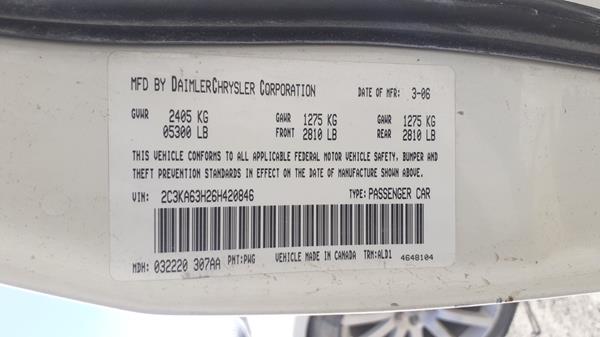 MFD BY DAIMLERCHRYSLER CORPORATION DATE OF MFR: 3-06
GVWR 2405 KG GAWR 1275 KG GAWR 1275 KG
05300 LB FRONT 2810 LB REAR 2810 LB
THIS VEHICLE CONFORMS TO ALL APPLICABLE FEDERAL MOTOR VEHICLE SAFETY, BUMPER AND
THEFT PREVENTION STANDARDS IN EFFECT ON THE DATE OF MANUFACTURE SHOWN ABOVE.
VIN: 2C3KA63H26H420846 TYPE: PASSENGER CAR
MDH: 032220 307AA PNT: PWG VEHICLE MADE IN CANADA TRM: ALD1 4648104